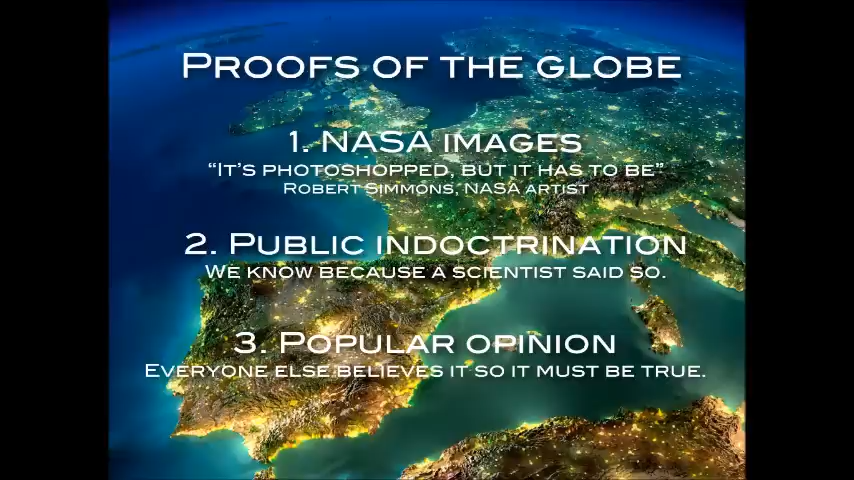 PROOFS OF THE GLOBE
1. NASA IMAGES
“IT’S PHOTOSHOPPED, BUT IT HAS TO BE”
ROBERT SIMMONS, NASA ARTIST
2. PUBLIC INDOCTRINATION
WE KNOW BECAUSE A SCIENTIST SAID SO.
3. POPULAR OPINION
EVERYONE ELSE BELIEVES IT SO IT MUST BE TRUE.